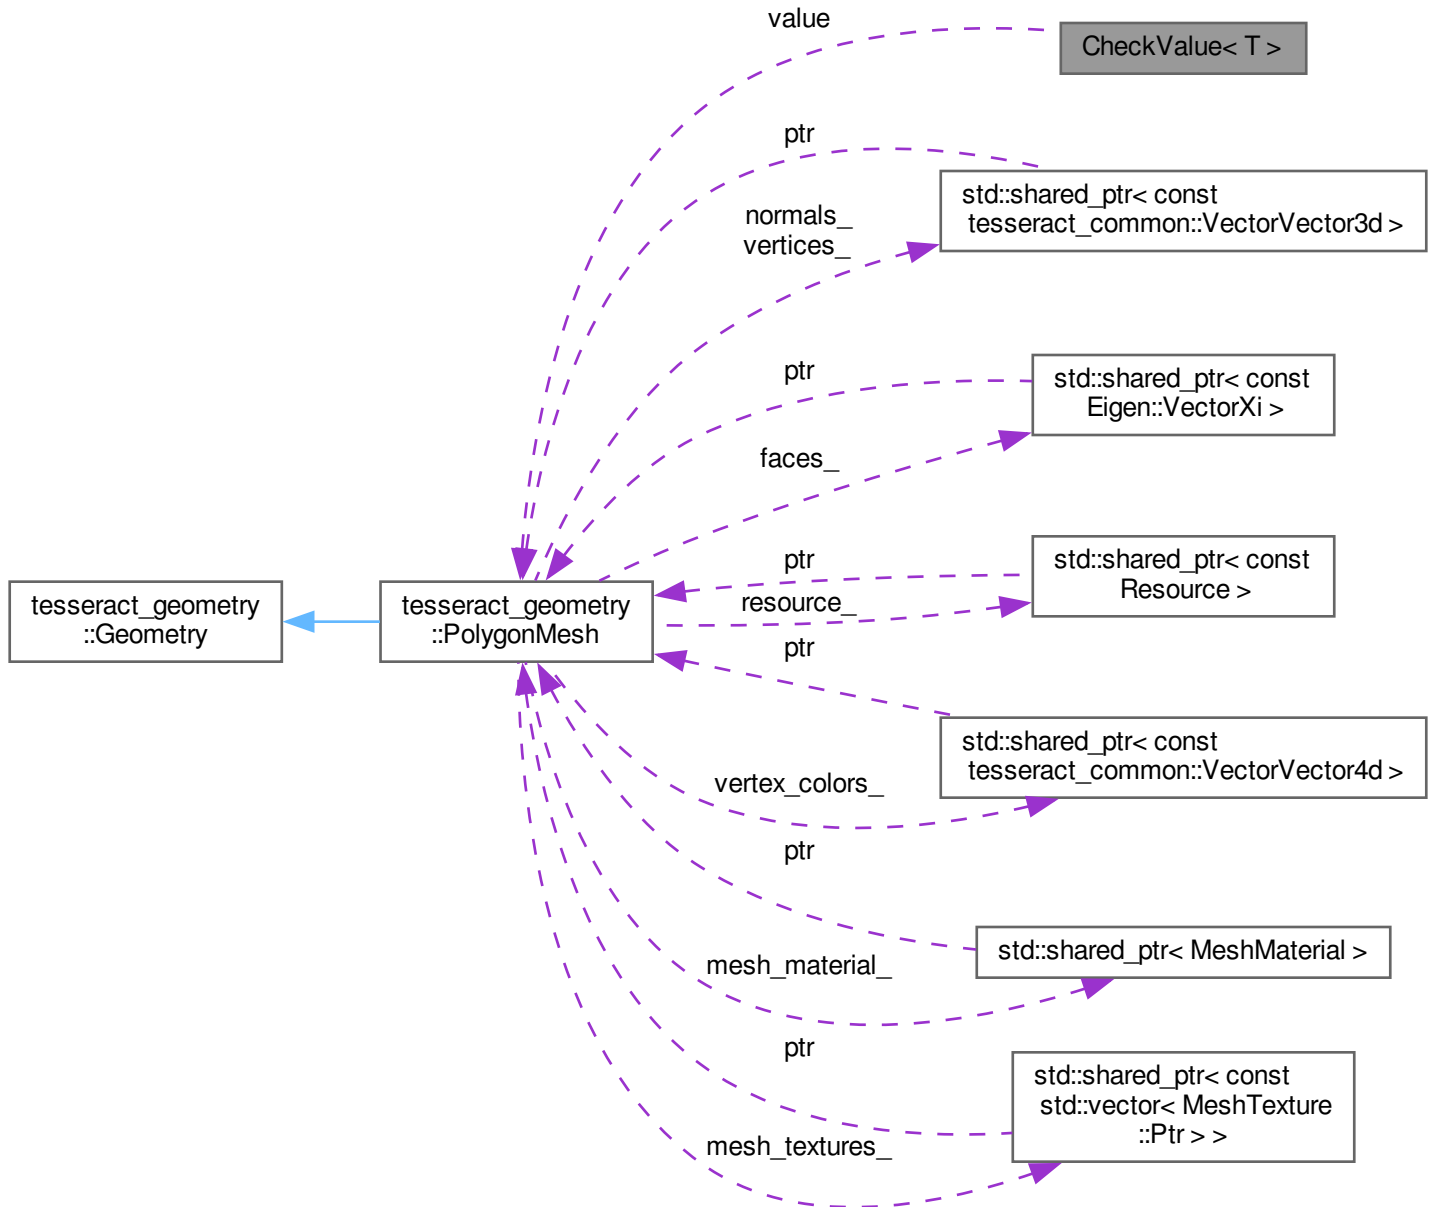 value
CheckValue< T >
ptr
std::shared_ptr< const
tesseract_common::VectorVector3d >
normals_
vertices_
ptr
std::shared_ptr< const
Eigen::VectorXi >
faces_
ptr
std::shared_ptr< const
Resource >
resource_
tesseract_geometry
::Geometry
tesseract_geometry
::PolygonMesh
ptr
std::shared_ptr< const
tesseract_common::VectorVector4d >
vertex_colors_
ptr
std::shared_ptr< MeshMaterial >
mesh_material_
ptr
std::shared_ptr< const
std::vector< MeshTexture
::Ptr > >
mesh_textures_